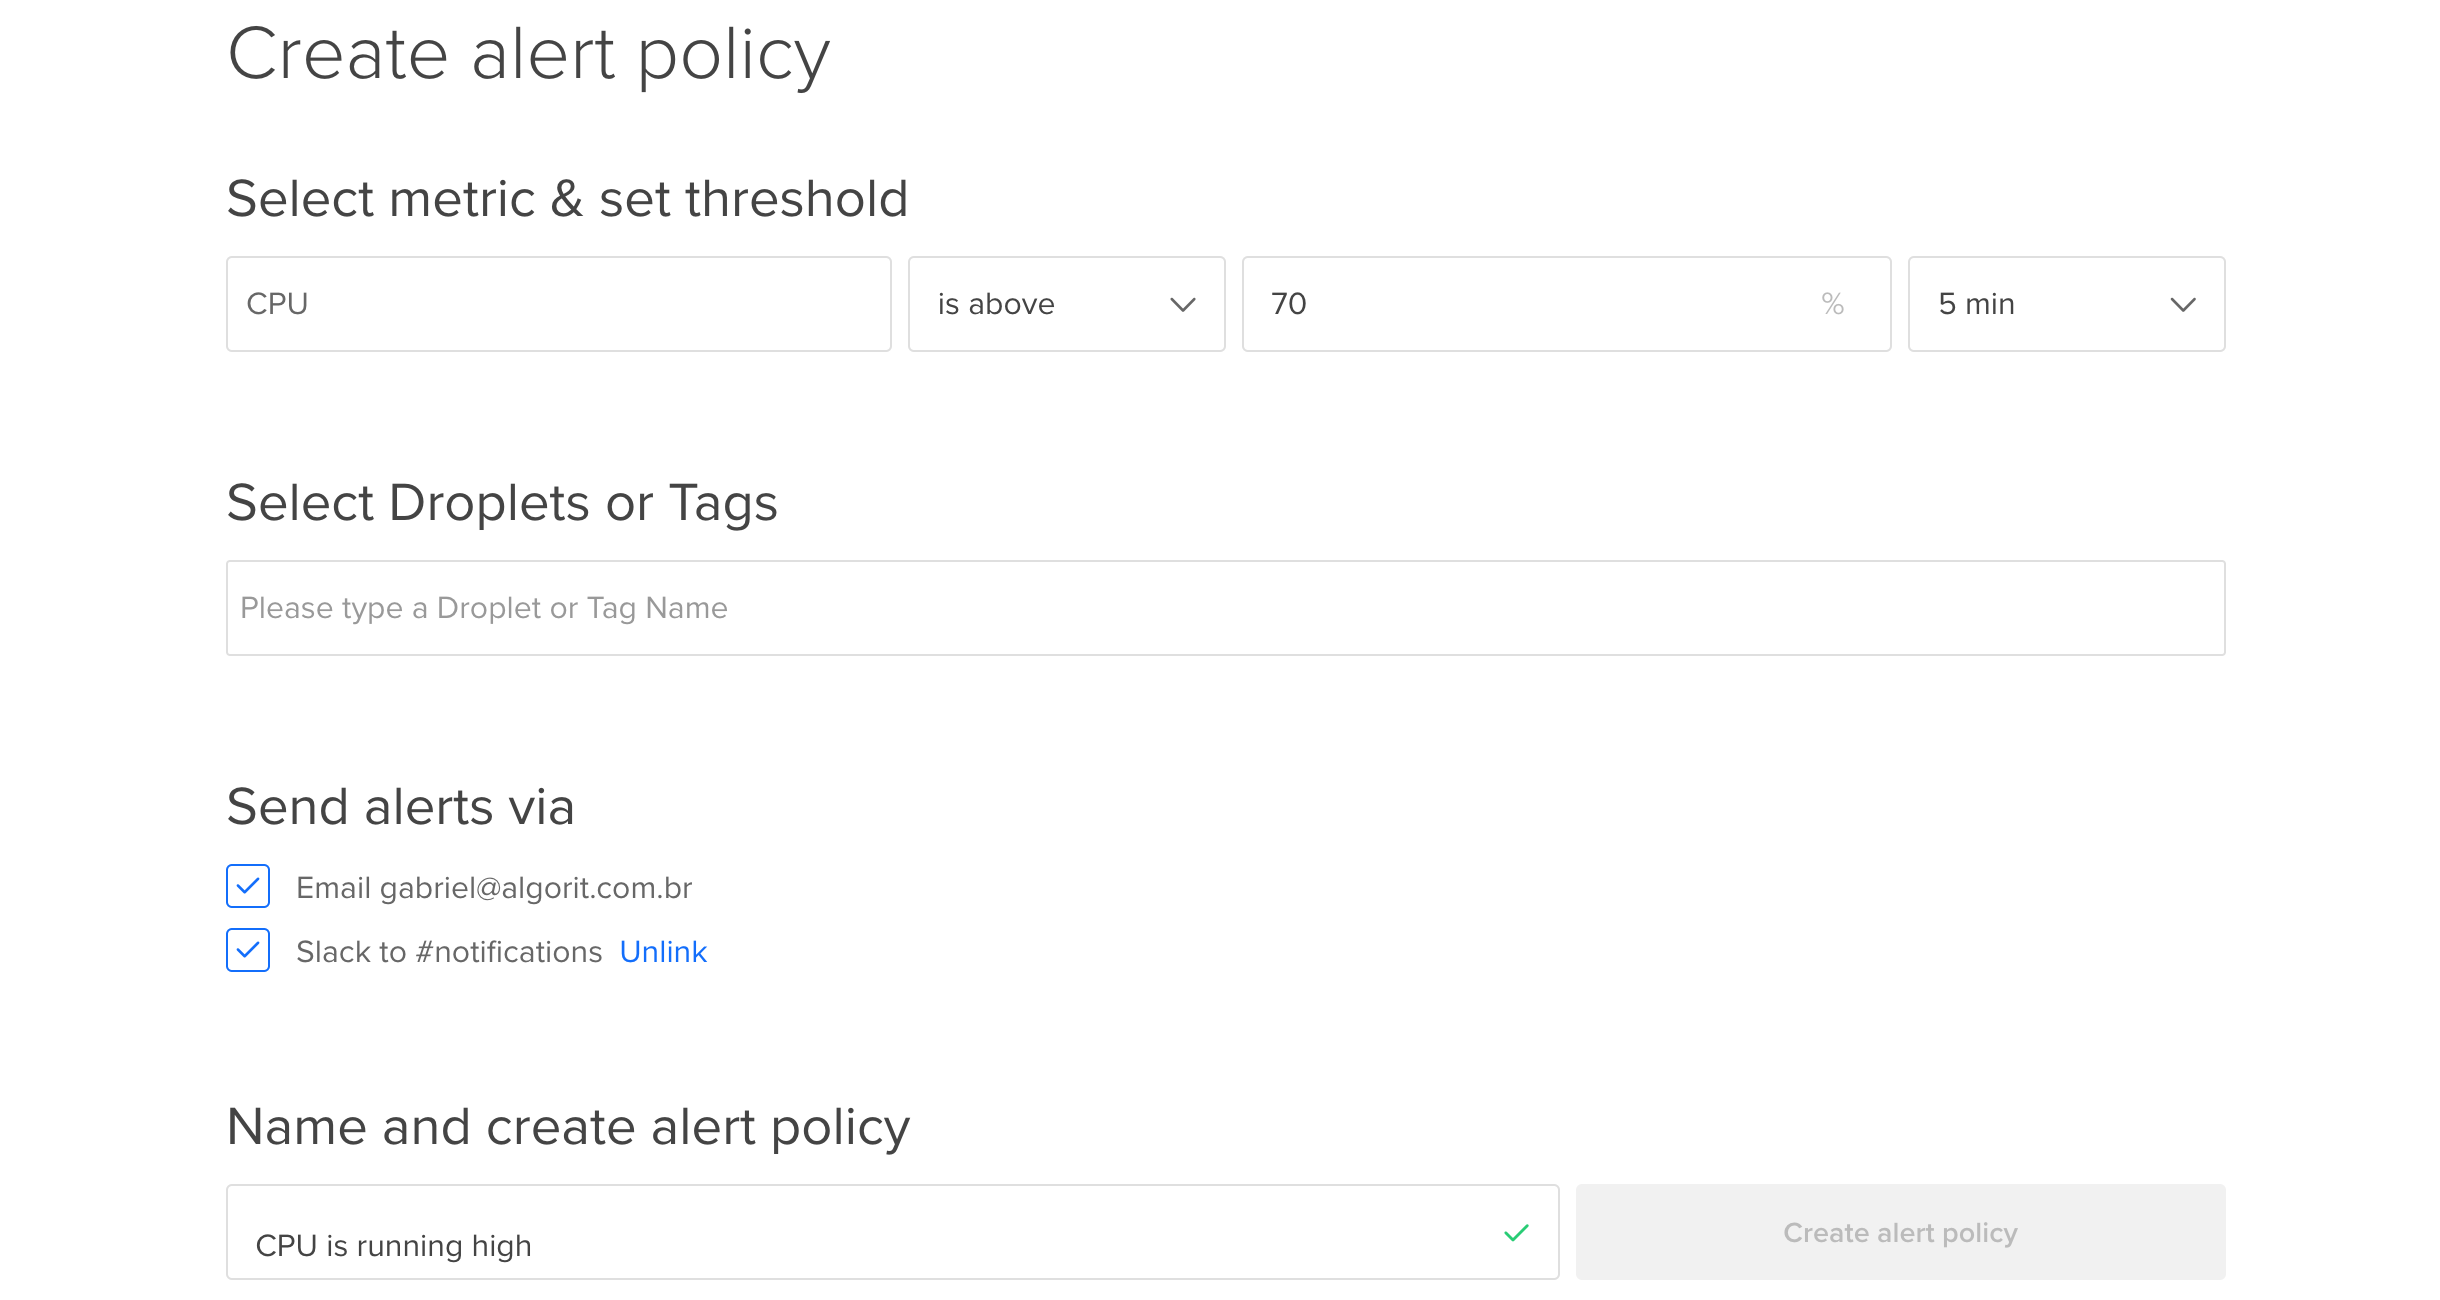 Create alert policy
Select metric & set threshold
CPU is above 70 % 5 min
Select Droplets or Tags
Please type a Droplet or Tag Name
Send alerts via
Email gabriel@algorit.com.br
Slack to #notifications Unlink
Name and create alert policy
CPU is running high Create alert policy